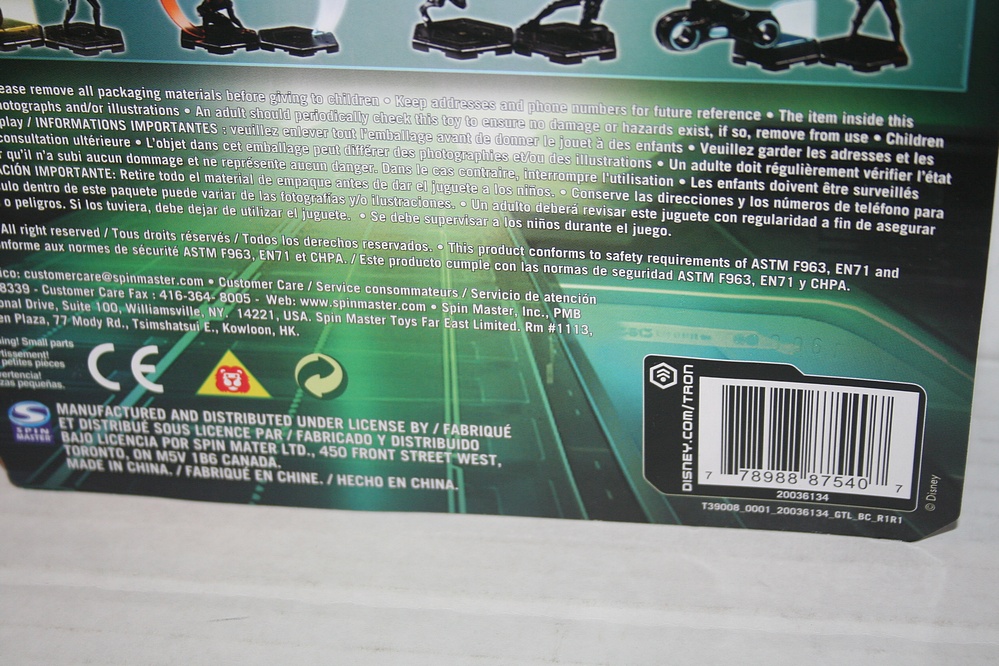 ease remove all packaging materials before giving to children • Keep addresses and phone numbers for future reference • The item inside this
hotographs and/or illustrations • An adult should periodically check this toy to ensure no damage or hazards exist, if so, remove from use • Children
play / INFORMATIONS IMPORTANTES : veuillez enlever tout l'emballage avant de donner le jouet à des enfants • Veuillez garder les adresses et les
consultation ultérieure • L'objet dans cet emballage peut différer des photographies et/ou des illustrations • Un adulte doit régulièrement vérifier l'état
qu'il n'a subi aucun dommage et ne représente aucun danger. Dans le cas contraire, interrompre l'utilisation • Les enfants doivent être surveillés
ACIÓN IMPORTANTE: Retire todo el material de empaque antes de dar el juguete a los niños. • Conserve las direcciones y los números de teléfono para
ulo dentro de este paquete puede variar de las fotografías y/o ilustraciones. • Un adulto deberá revisar este juguete con regularidad a fin de asegurar
o peligros. Si los tuviera, debe dejar de utilizar el juguete. • Se debe supervisar a los niños durante el juego.
All right reserved / Tous droits réservés / Todos los derechos reservados. • This product conforms to safety requirements of ASTM F963, EN71 and
nforme aux normes de sécurité ASTM F963, EN71 et CHPA. / Este producto cumple con las normas de seguridad ASTM F963, EN71 y CHPA.
ico: customercare@spinmaster.com • Customer Care / Service consommateurs / Servicio de atención
8339 - Customer Care Fax : 416-364- 8005 - Web: www.spinmaster.com • Spin Master, Inc., PMB
onal Drive, Suite 100, Williamsville, NY, 14221, USA. Spin Master Toys Far East Limited. Rm #1113,
en Plaza, 77 Mody Rd., Tsimshatsui E., Kowloon, HK.
ning! Small parts
rtissement!
petites pièces
vertencia!
zas pequeñas.
CE
SPIN MASTER
MANUFACTURED AND DISTRIBUTED UNDER LICENSE BY / FABRIQUÉ
ET DISTRIBUÉ SOUS LICENCE PAR / FABRICADO Y DISTRIBUIDO
BAJO LICENCIA POR SPIN MATER LTD., 450 FRONT STREET WEST,
TORONTO, ON M5V 1B6 CANADA.
MADE IN CHINA. / FABRIQUÉ EN CHINE. / HECHO EN CHINA.
DISNEY.COM/TRON
7 78988 87540 7
20036134
T39008_0001_20036134_GTL_BC_R1R1
© Disney